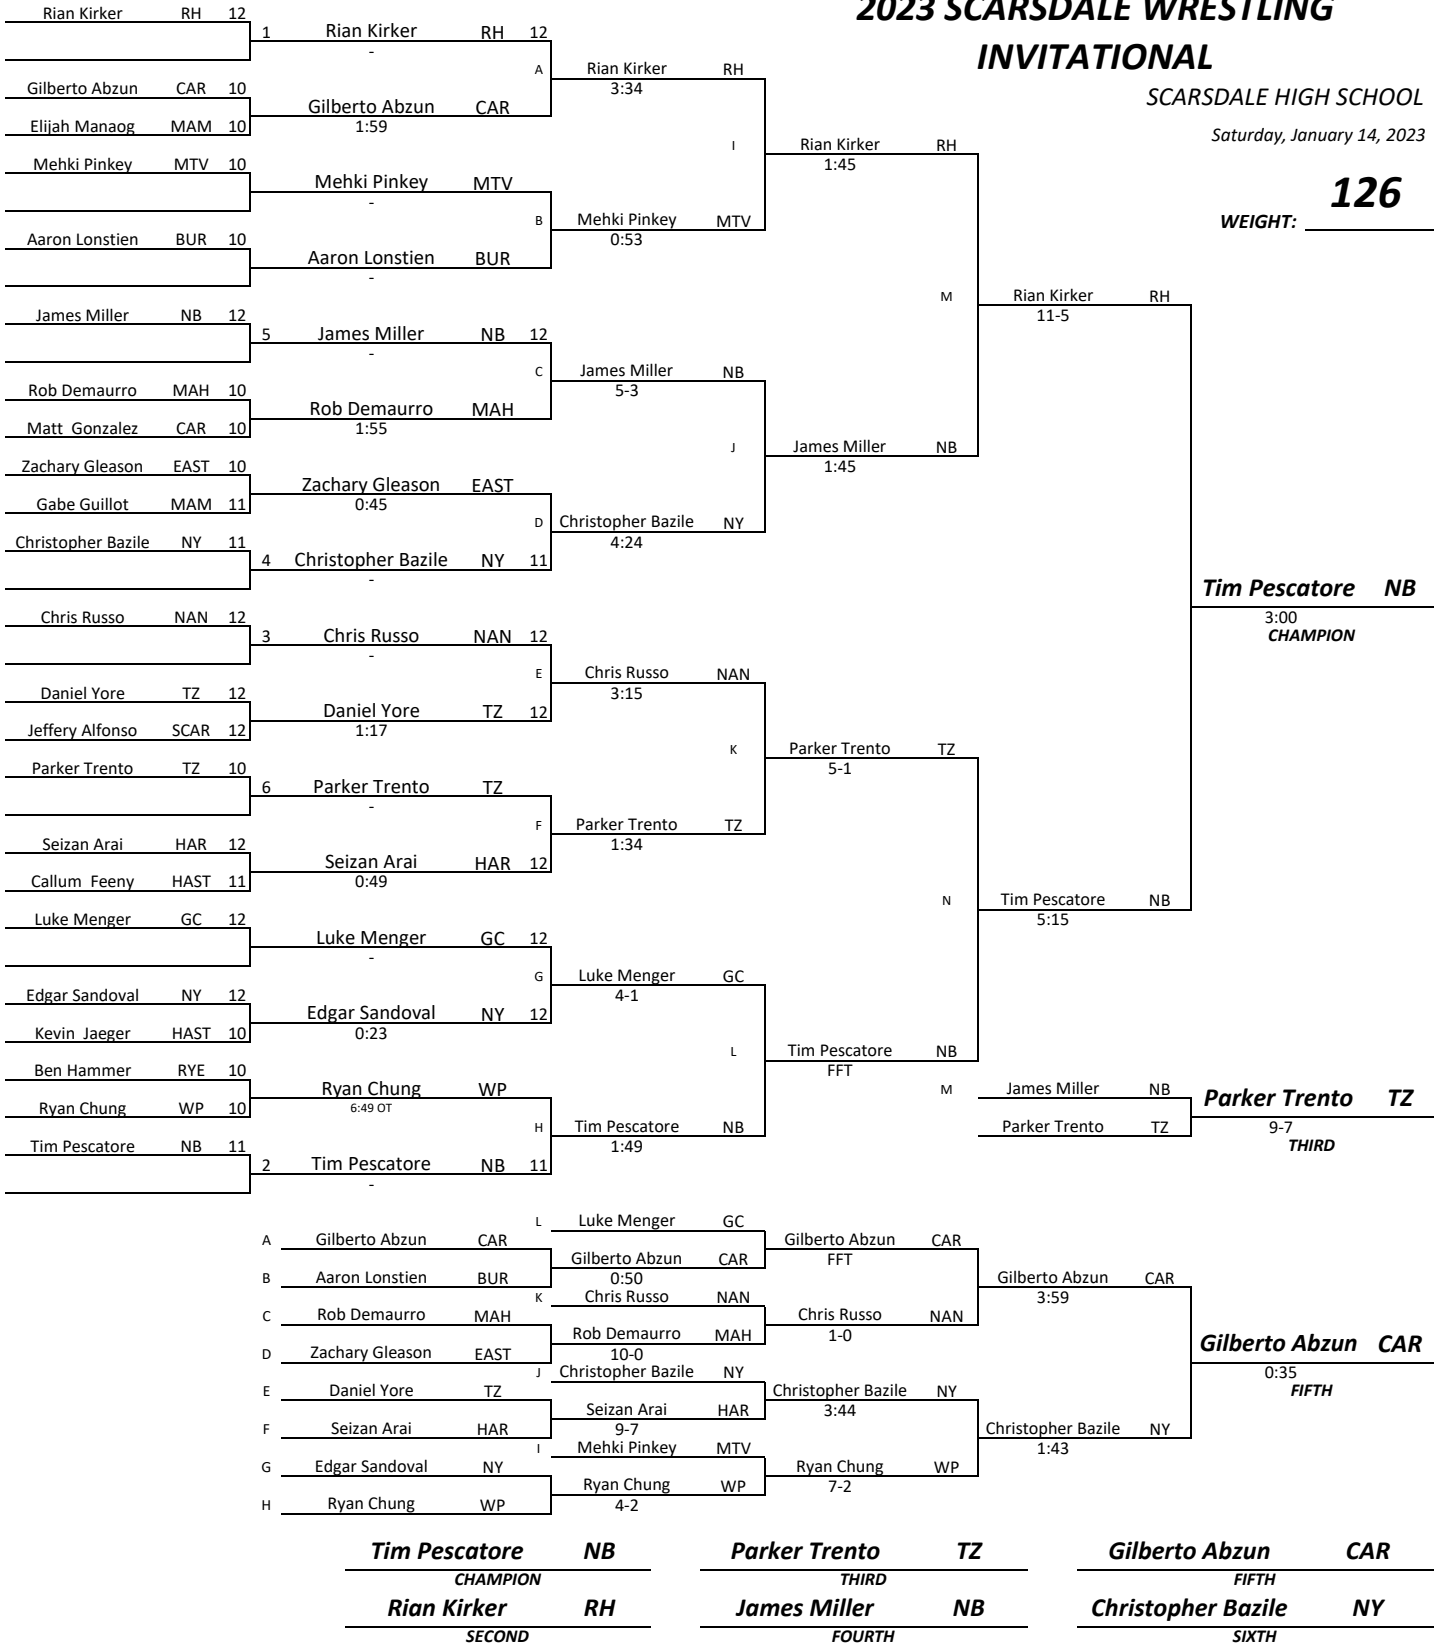 2023 SCARSDALE WRESTLING
INVITATIONAL
SCARSDALE HIGH SCHOOL
Saturday, January 14, 2023
WEIGHT: 126
Rian Kirker RH 12
Gilberto Abzun CAR 10
Elijah Manaog MAM 10
Mehki Pinkey MTV 10
Aaron Lonstien BUR 10
James Miller NB 12
Rob Demaurro MAH 10
Matt Gonzalez CAR 10
Zachary Gleason EAST 10
Gabe Guillot MAM 11
Christopher Bazile NY 11
Chris Russo NAN 12
Daniel Yore TZ 12
Jeffery Alfonso SCAR 12
Parker Trento TZ 10
Seizan Arai HAR 12
Callum Feeny HAST 11
Luke Menger GC 12
Edgar Sandoval NY 12
Kevin Jaeger HAST 10
Ben Hammer RYE 10
Ryan Chung WP 10
Tim Pescatore NB 11
1 Rian Kirker RH 12
-
Gilberto Abzun CAR
1:59
Mehki Pinkey MTV
-
Aaron Lonstien BUR
-
5 James Miller NB 12
-
Rob Demaurro MAH
1:55
Zachary Gleason EAST
0:45
4 Christopher Bazile NY 11
-
3 Chris Russo NAN 12
-
Daniel Yore TZ 12
1:17
6 Parker Trento TZ
-
Seizan Arai HAR 12
0:49
Luke Menger GC 12
-
Edgar Sandoval NY 12
0:23
Ryan Chung WP
6:49 OT
2 Tim Pescatore NB 11
-
A Rian Kirker RH
3:34
B Mehki Pinkey MTV
0:53
C James Miller NB
5-3
D Christopher Bazile NY
4:24
E Chris Russo NAN
3:15
F Parker Trento TZ
1:34
G Luke Menger GC
4-1
H Tim Pescatore NB
1:49
I Rian Kirker RH
1:45
J James Miller NB
1:45
K Parker Trento TZ
5-1
L Tim Pescatore NB
FFT
M Rian Kirker RH
11-5
N Tim Pescatore NB
5:15
Tim Pescatore NB
3:00
CHAMPION
M James Miller NB
Parker Trento TZ
Parker Trento TZ
9-7
THIRD
A Gilberto Abzun CAR
B Aaron Lonstien BUR
C Rob Demaurro MAH
D Zachary Gleason EAST
E Daniel Yore TZ
F Seizan Arai HAR
G Edgar Sandoval NY
H Ryan Chung WP
L Luke Menger GC
Gilberto Abzun CAR
0:50
K Chris Russo NAN
Rob Demaurro MAH
10-0
J Christopher Bazile NY
Seizan Arai HAR
9-7
I Mehki Pinkey MTV
Ryan Chung WP
4-2
Gilberto Abzun CAR
FFT
Chris Russo NAN
1-0
Christopher Bazile NY
3:44
Ryan Chung WP
7-2
Gilberto Abzun CAR
3:59
Christopher Bazile NY
1:43
Gilberto Abzun CAR
0:35
FIFTH
Tim Pescatore NB Parker Trento TZ Gilberto Abzun CAR
CHAMPION THIRD FIFTH
Rian Kirker RH James Miller NB Christopher Bazile NY
SECOND FOURTH SIXTH